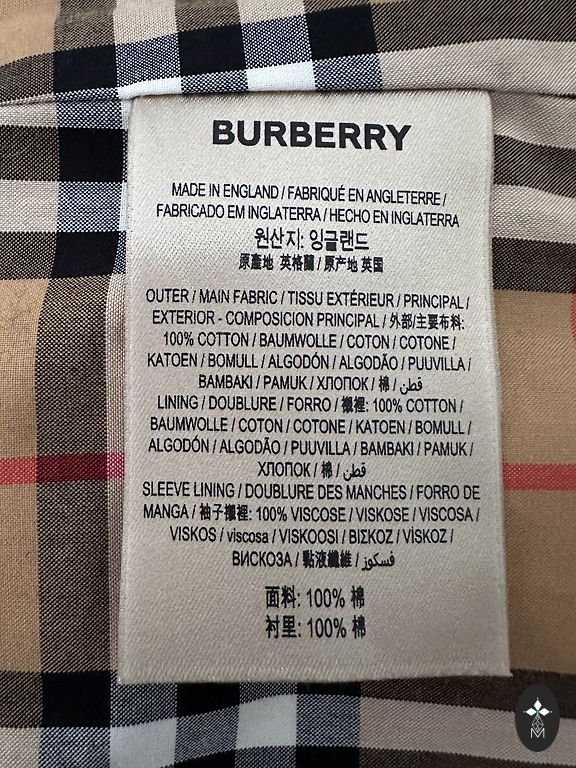 BURBERRY
MADE IN ENGLAND / FABRIQUÉ EN ANGLETERRE /
FABRICADO EM INGLATERRA / HECHO EN INGLATERRA
원산지: 잉글랜드
原產地 英格蘭 / 原产地 英国
OUTER / MAIN FABRIC / TISSU EXTÉRIEUR / PRINCIPAL /
EXTERIOR - COMPOSICION PRINCIPAL / 外部/主要布料:
100% COTTON / BAUMWOLLE / COTON / COTONE /
KATOEN / BOMULL / ALGODÓN / ALGODÃO / PUUVILLA /
BAMBAKI / PAMUK / ХЛОПОК / 棉 / قطن
LINING / DOUBLURE / FORRO / 襯裡: 100% COTTON /
BAUMWOLLE / COTON / COTONE / KATOEN / BOMULL /
ALGODÓN / ALGODÃO / PUUVILLA / BAMBAKI / PAMUK /
ХЛОПОК / 棉 / قطن
SLEEVE LINING / DOUBLURE DES MANCHES / FORRO DE
MANGA / 袖子襯裡: 100% VISCOSE / VISKOSE / VISCOSA /
VISKOS / viscosa / VISKOOSI / ΒΙΣΚΟΖ / VİSKOZ /
ВИСКОЗА / 黏液纖維 / فسكوز
面料: 100% 棉
衬里: 100% 棉
M